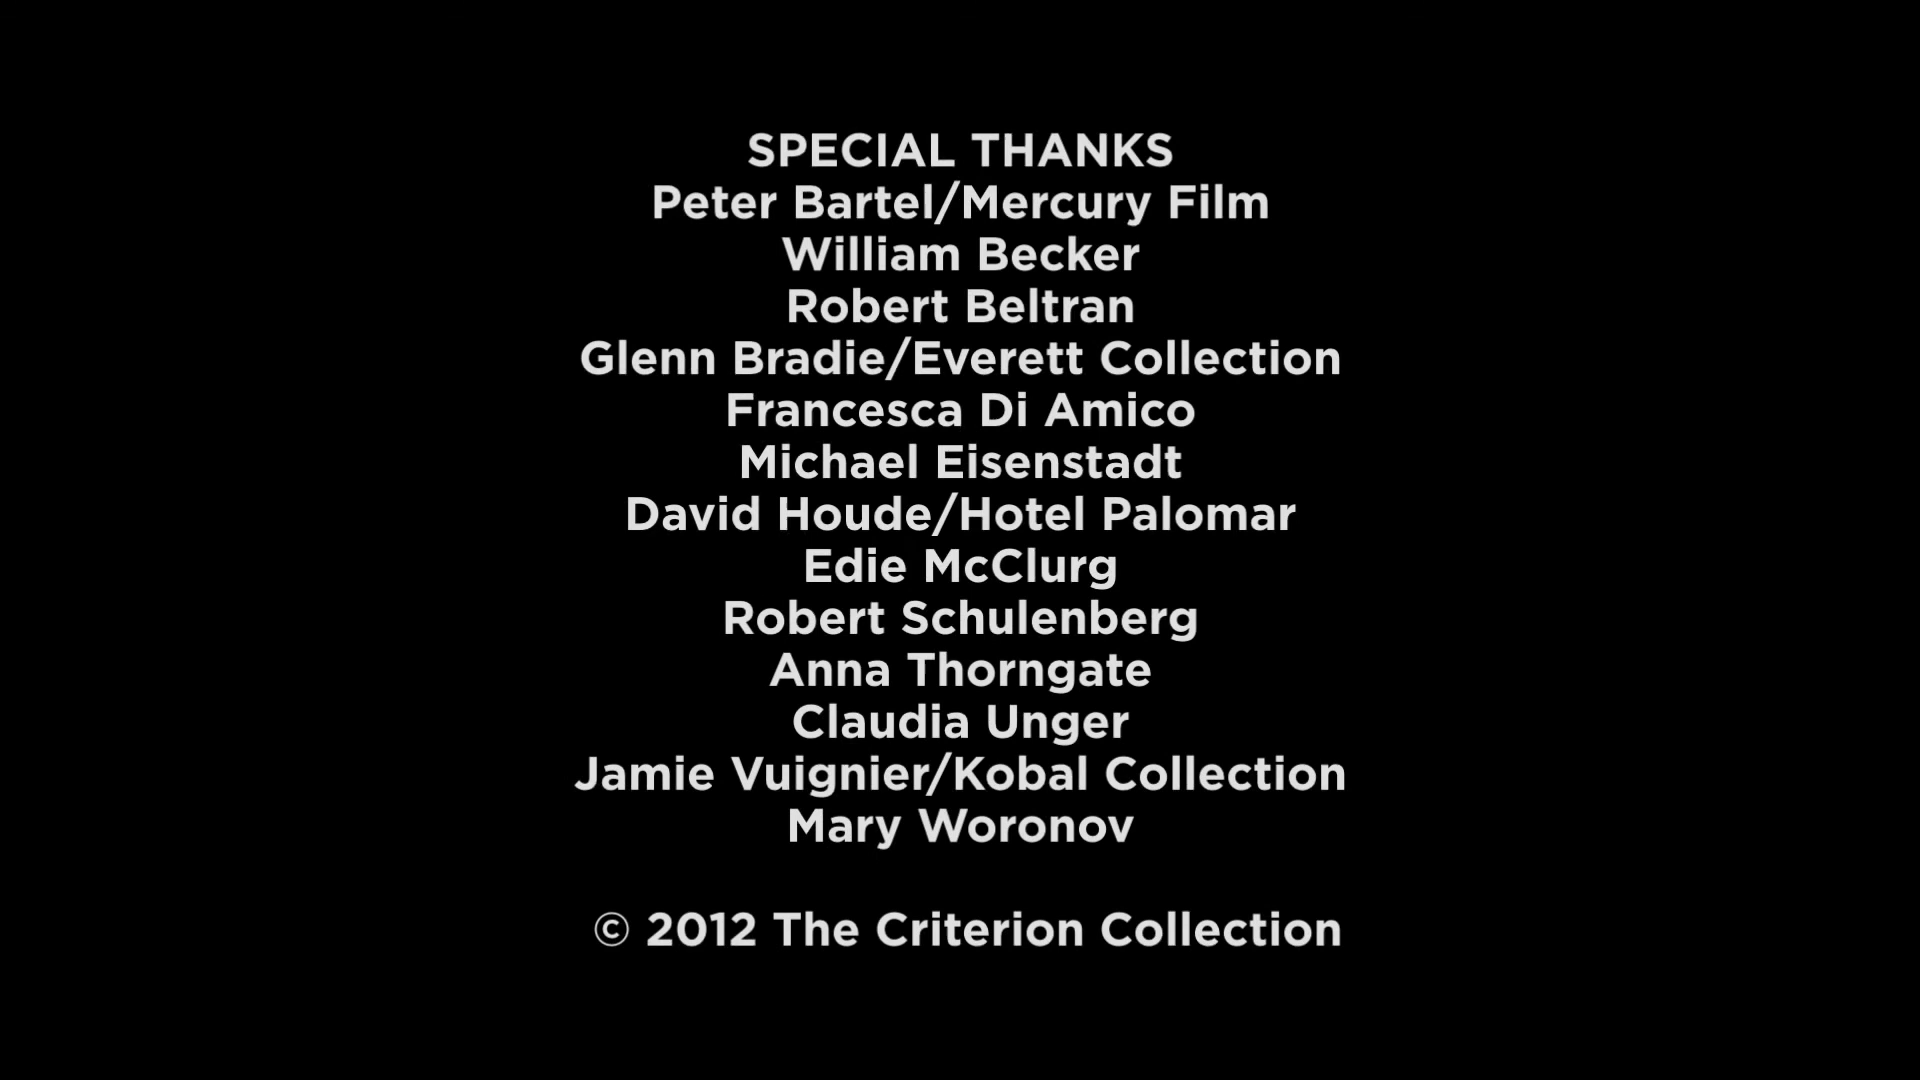 SPECIAL THANKS
Peter Bartel/Mercury Film
William Becker
Robert Beltran
Glenn Bradie/Everett Collection
Francesca Di Amico
Michael Eisenstadt
David Houde/Hotel Palomar
Edie McClurg
Robert Schulenberg
Anna Thorngate
Claudia Unger
Jamie Vuignier/Kobal Collection
Mary Woronov
© 2012 The Criterion Collection